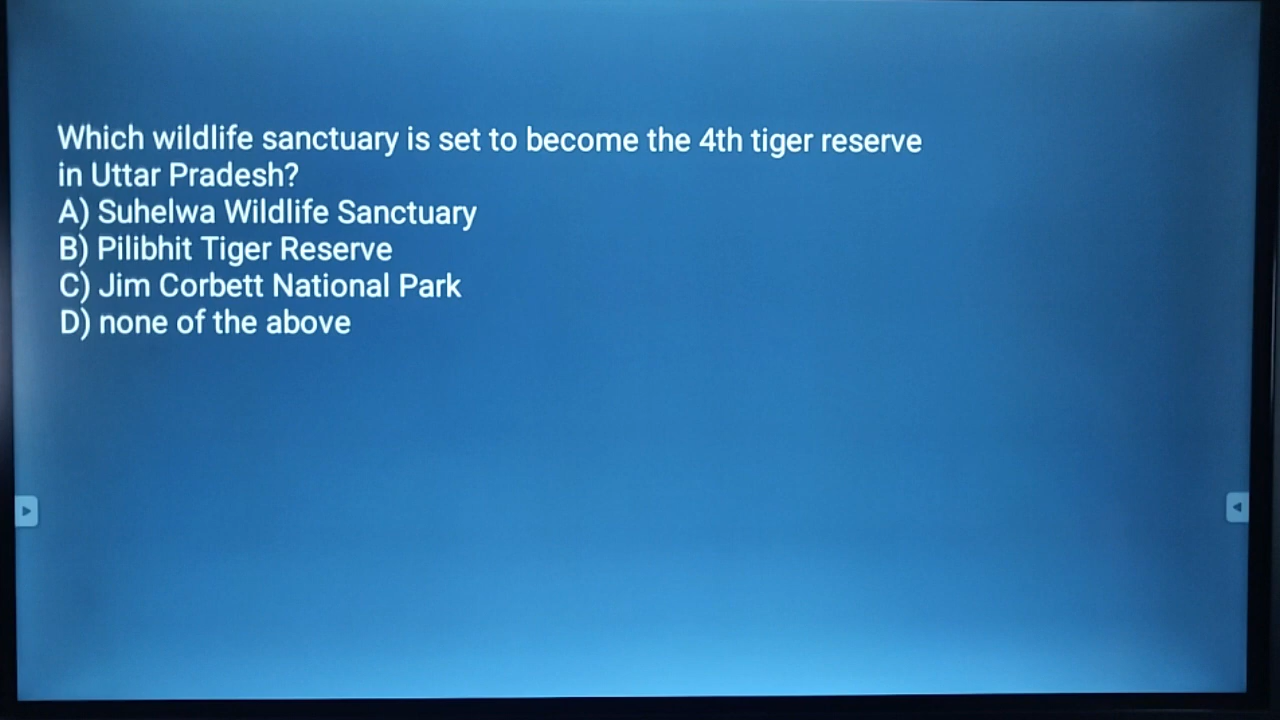 Which wildlife sanctuary is set to become the 4th tiger reserve
in Uttar Pradesh?
A) Suhelwa Wildlife Sanctuary
B) Pilibhit Tiger Reserve
C) Jim Corbett National Park
D) none of the above